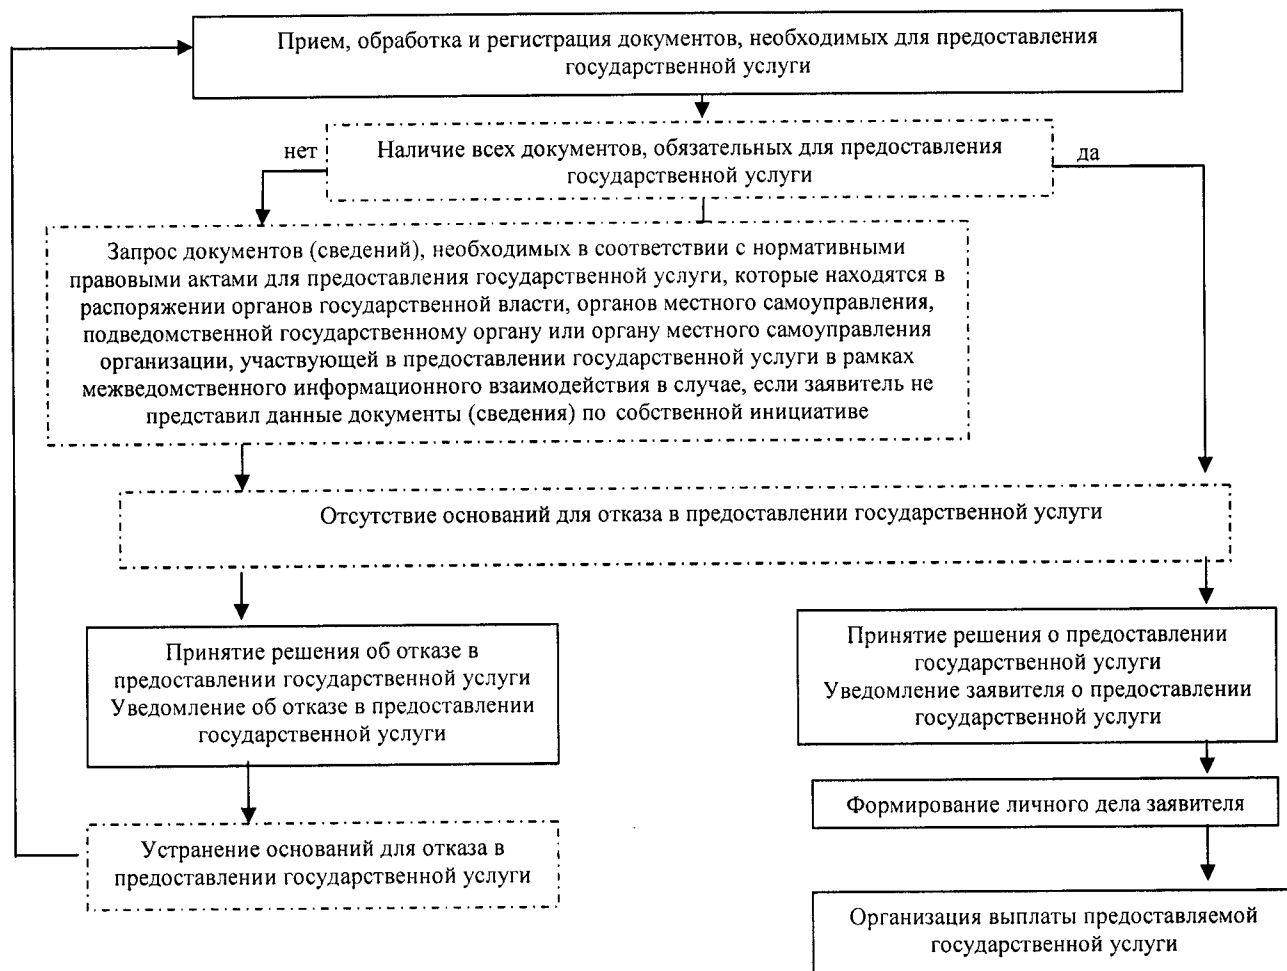 Прием, обработка и регистрация документов, необходимых для предоставления
государственной услуги
нет
Наличие всех документов, обязательных для предоставления
государственной услуги
да
Запрос документов (сведений), необходимых в соответствии с нормативными
правовыми актами для предоставления государственной услуги, которые находятся в
распоряжении органов государственной власти, органов местного самоуправления,
подведомственной государственному органу или органу местного самоуправления
организации, участвующей в предоставлении государственной услуги в рамках
межведомственного информационного взаимодействия в случае, если заявитель не
представил данные документы (сведения) по собственной инициативе
Отсутствие оснований для отказа в предоставлении государственной услуги
Принятие решения об отказе в
предоставлении государственной услуги
Уведомление об отказе в предоставлении
государственной услуги
Принятие решения о предоставлении
государственной услуги
Уведомление заявителя о предоставлении
государственной услуги
Формирование личного дела заявителя
Устранение оснований для отказа в
предоставлении государственной услуги
Организация выплаты предоставляемой
государственной услуги